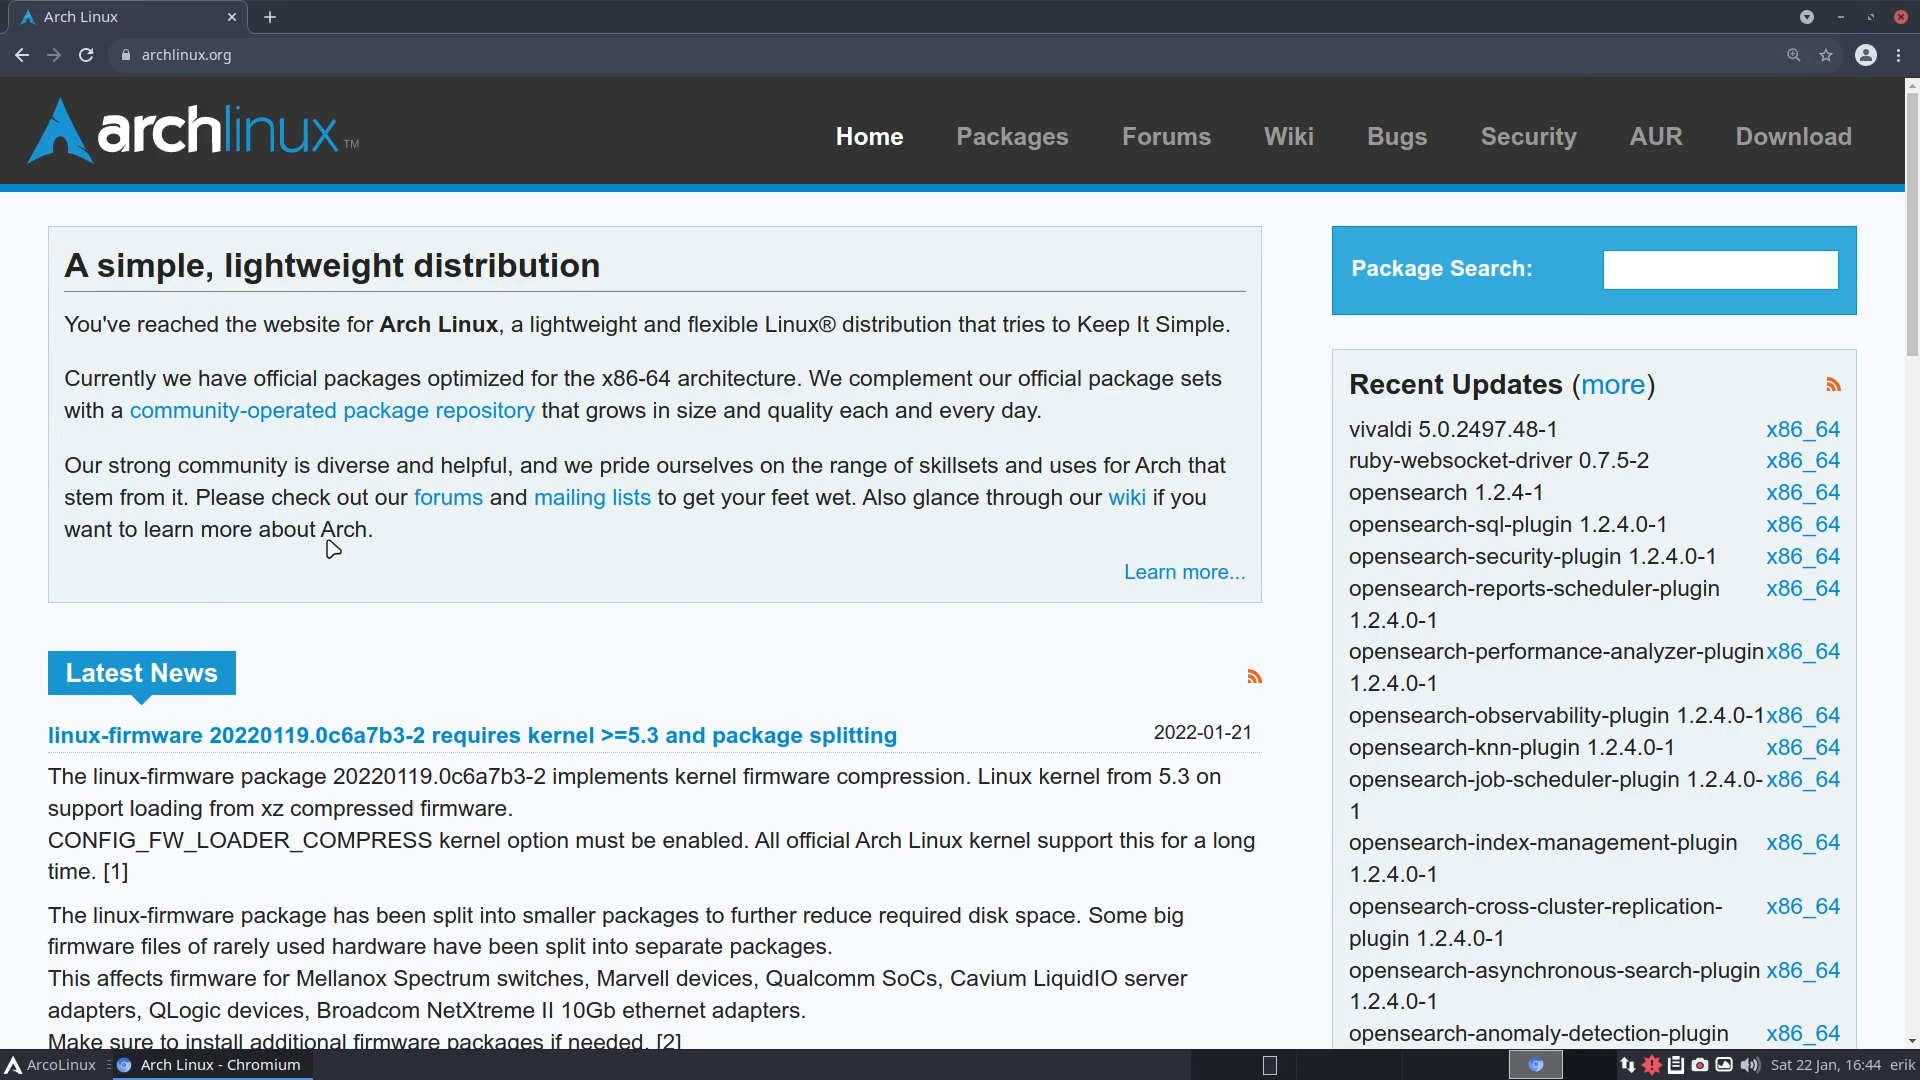 Arch Linux
archlinux.org
archlinux™
Home Packages Forums Wiki Bugs Security AUR Download
A simple, lightweight distribution
You've reached the website for Arch Linux, a lightweight and flexible Linux® distribution that tries to Keep It Simple.
Currently we have official packages optimized for the x86-64 architecture. We complement our official package sets
with a community-operated package repository that grows in size and quality each and every day.
Our strong community is diverse and helpful, and we pride ourselves on the range of skillsets and uses for Arch that
stem from it. Please check out our forums and mailing lists to get your feet wet. Also glance through our wiki if you
want to learn more about Arch.
Learn more...
Latest News
linux-firmware 20220119.0c6a7b3-2 requires kernel >=5.3 and package splitting 2022-01-21
The linux-firmware package 20220119.0c6a7b3-2 implements kernel firmware compression. Linux kernel from 5.3 on
support loading from xz compressed firmware.
CONFIG_FW_LOADER_COMPRESS kernel option must be enabled. All official Arch Linux kernel support this for a long
time. [1]
The linux-firmware package has been split into smaller packages to further reduce required disk space. Some big
firmware files of rarely used hardware have been split into separate packages.
This affects firmware for Mellanox Spectrum switches, Marvell devices, Qualcomm SoCs, Cavium LiquidIO server
adapters, QLogic devices, Broadcom NetXtreme II 10Gb ethernet adapters.
Make sure to install additional firmware packages if needed. [2]
Package Search:
Recent Updates (more)
vivaldi 5.0.2497.48-1 x86_64
ruby-websocket-driver 0.7.5-2 x86_64
opensearch 1.2.4-1 x86_64
opensearch-sql-plugin 1.2.4.0-1 x86_64
opensearch-security-plugin 1.2.4.0-1 x86_64
opensearch-reports-scheduler-plugin x86_64
1.2.4.0-1
opensearch-performance-analyzer-plugin x86_64
1.2.4.0-1
opensearch-observability-plugin 1.2.4.0-1 x86_64
opensearch-knn-plugin 1.2.4.0-1 x86_64
opensearch-job-scheduler-plugin 1.2.4.0- x86_64
1
opensearch-index-management-plugin x86_64
1.2.4.0-1
opensearch-cross-cluster-replication- x86_64
plugin 1.2.4.0-1
opensearch-asynchronous-search-plugin x86_64
1.2.4.0-1
opensearch-anomaly-detection-plugin x86_64
ArcoLinux Arch Linux - Chromium Sat 22 Jan, 16:44 erik